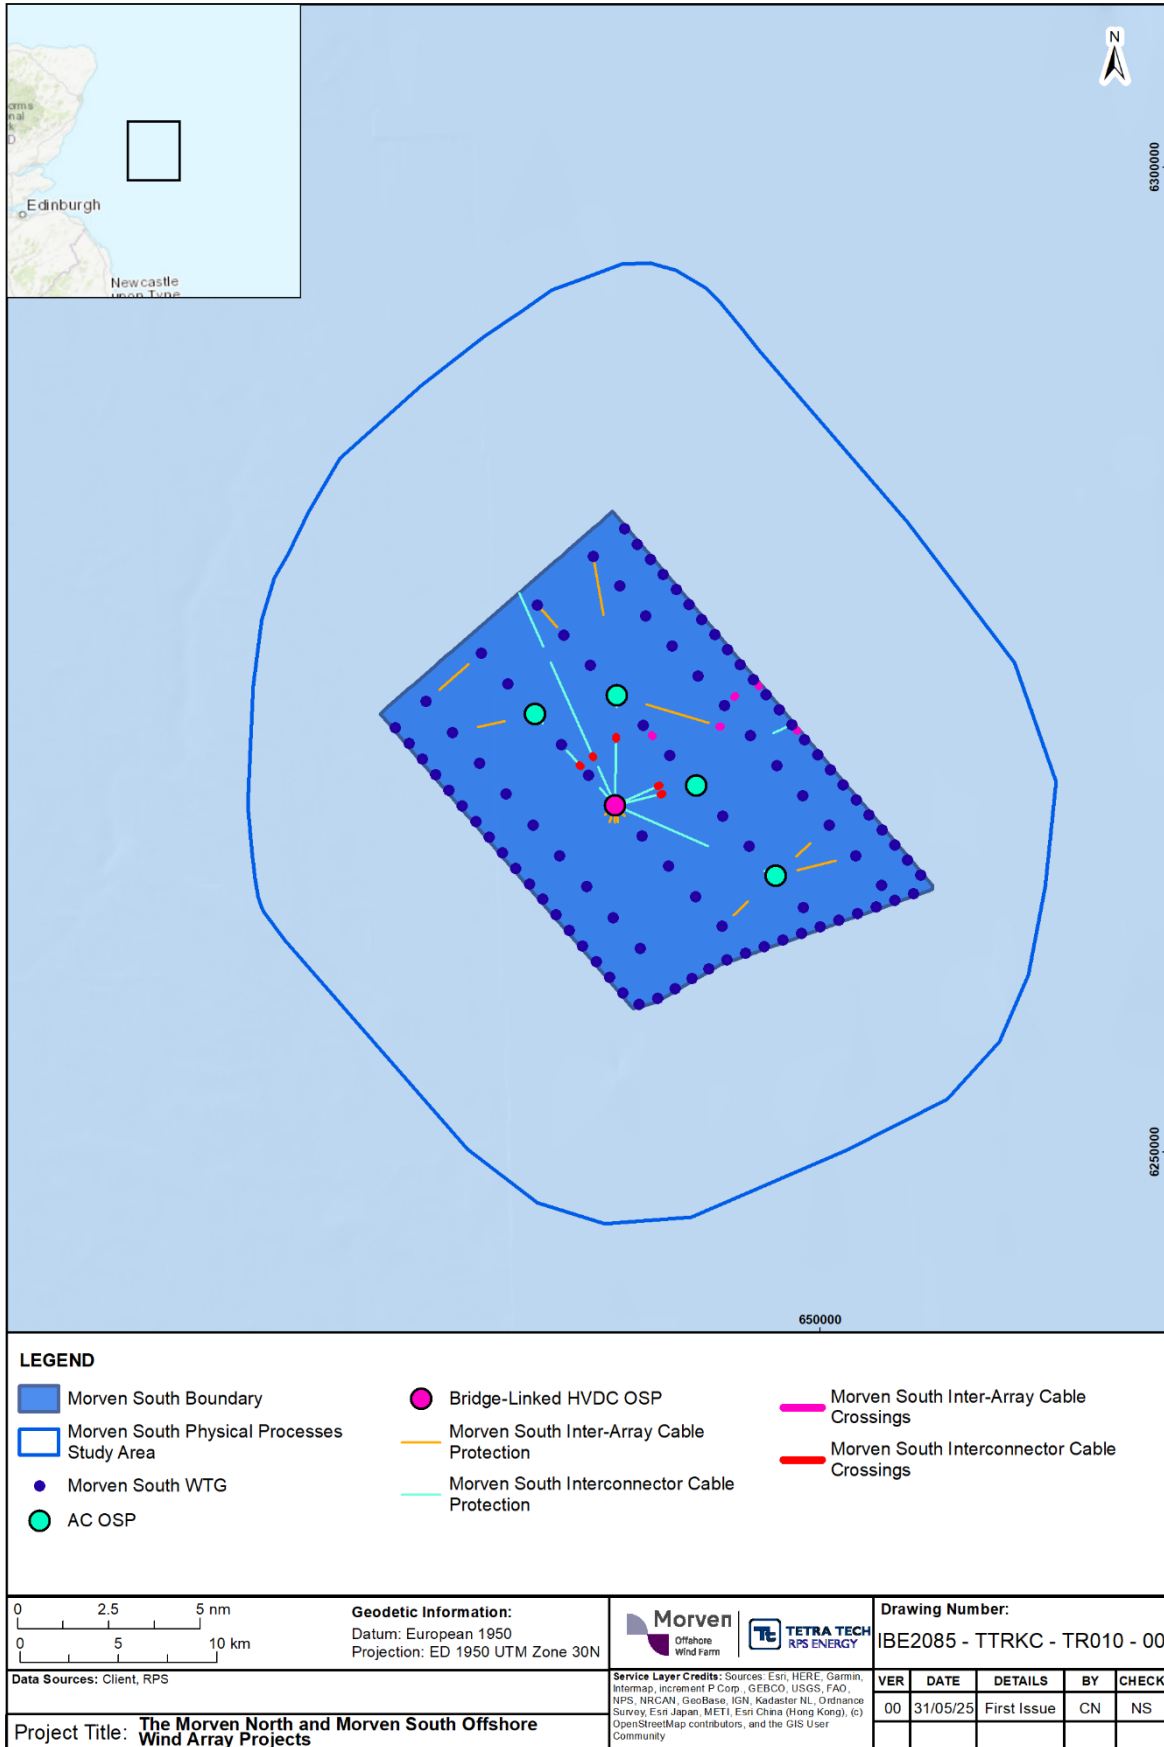 N
6300000
orms
nal
k
D
Edinburgh
Newcastle
upon Tyne
6250000
650000
LEGEND
Morven South Boundary
Morven South Physical Processes
Study Area
Morven South WTG
AC OSP
Bridge-Linked HVDC OSP
Morven South Inter-Array Cable
Protection
Morven South Interconnector Cable
Protection
Morven South Inter-Array Cable
Crossings
Morven South Interconnector Cable
Crossings
0 2.5 5 nm
0 5 10 km
Geodetic Information:
Datum: European 1950
Projection: ED 1950 UTM Zone 30N
Data Sources: Client, RPS
Project Title: The Morven North and Morven South Offshore
Wind Array Projects
Morven
Offshore
Wind Farm
Tt
TETRA TECH
RPS ENERGY
Service Layer Credits: Sources: Esri, HERE, Garmin,
Intermap, increment P Corp., GEBCO, USGS, FAO,
NPS, NRCAN, GeoBase, IGN, Kadaster NL, Ordnance
Survey, Esri Japan, METI, Esri China (Hong Kong), (c)
OpenStreetMap contributors, and the GIS User
Community
Drawing Number:
IBE2085 - TTRKC - TR010 - 00
VER DATE DETAILS BY CHECK
00 31/05/25 First Issue CN NS